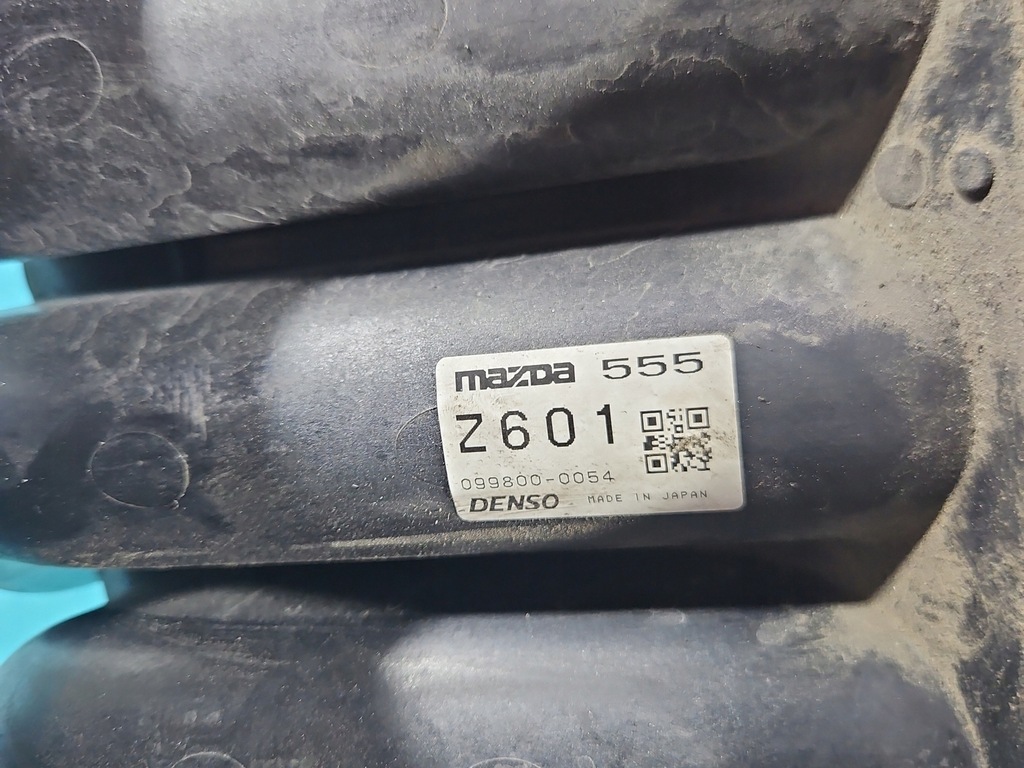 mazda 555
Z601
099800-0054
DENSO MADE IN JAPAN